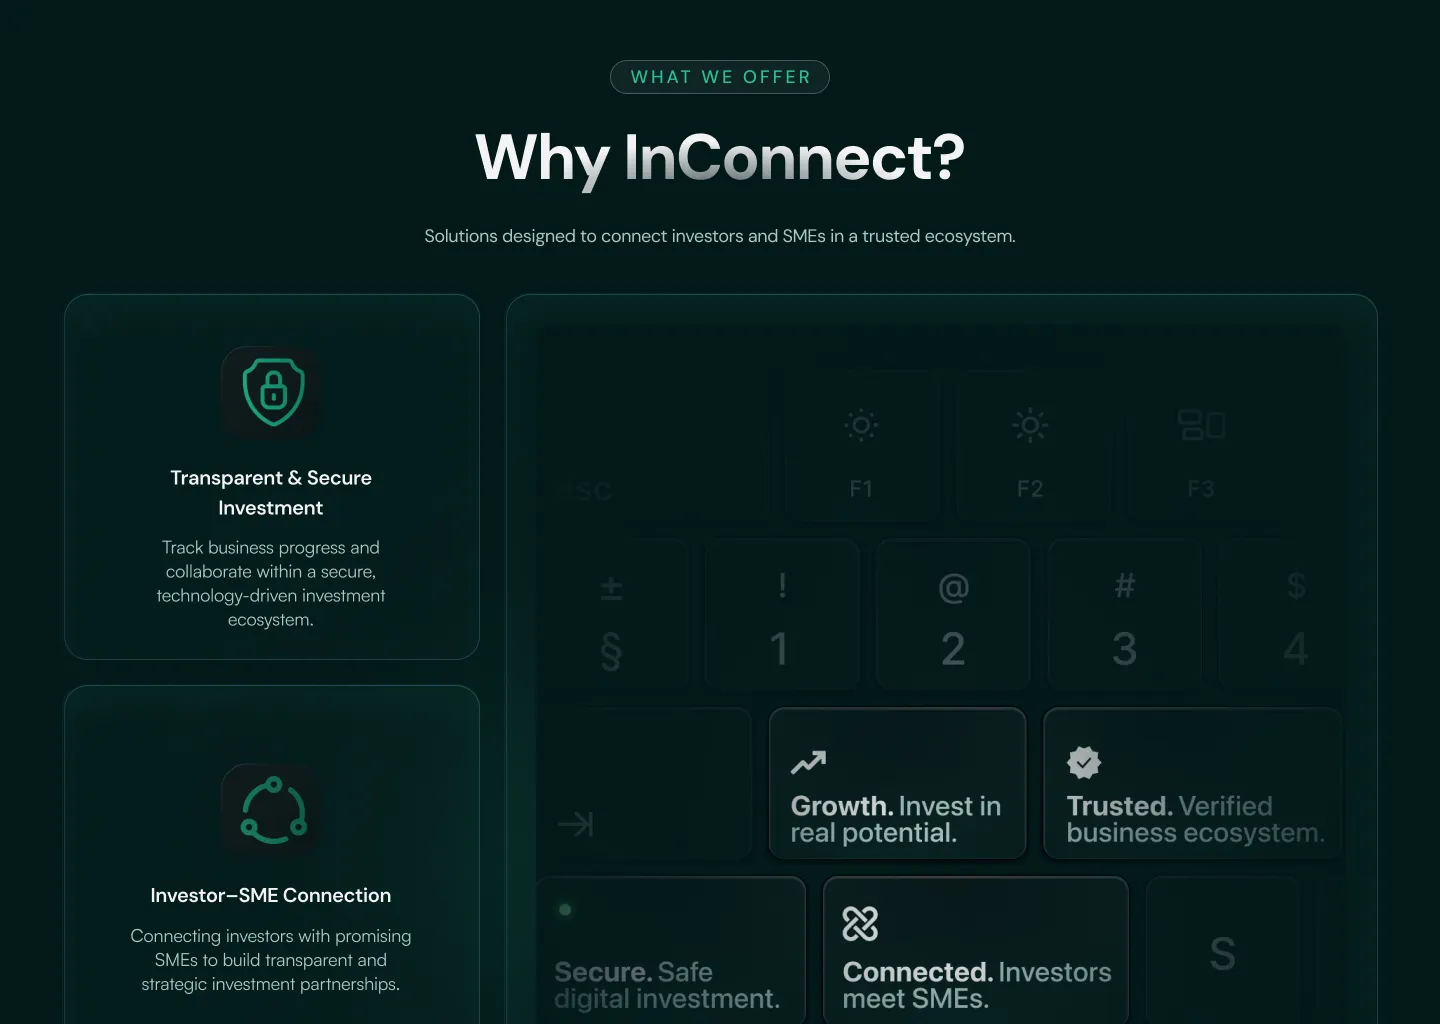 WHAT WE OFFER
Why InConnect?
Solutions designed to connect investors and SMEs in a trusted ecosystem.
Transparent & Secure
Investment
Track business progress and
collaborate within a secure,
technology-driven investment
ecosystem.
Investor–SME Connection
Connecting investors with promising
SMEs to build transparent and
strategic investment partnerships.
esc
F1
F2
F3
±
§
!
1
@
2
#
3
$
4
Growth. Invest in
real potential.
Trusted. Verified
business ecosystem.
Secure. Safe
digital investment.
Connected. Investors
meet SMEs.
S